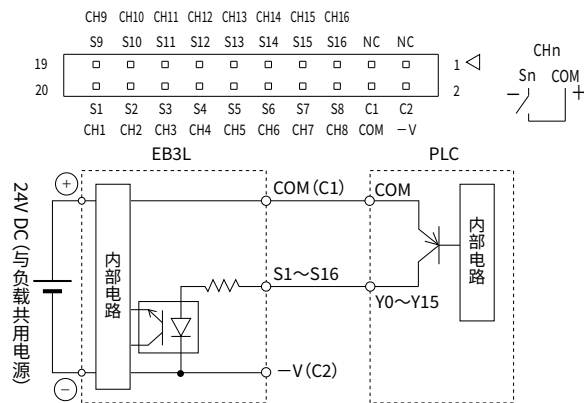 CH9 CH10 CH11 CH12 CH13 CH14 CH15 CH16
S9 S10 S11 S12 S13 S14 S15 S16 NC NC
19 1
20 2
S1 S2 S3 S4 S5 S6 S7 S8 C1 C2
CH1 CH2 CH3 CH4 CH5 CH6 CH7 CH8 COM −V
CHn
Sn COM
− +
EB3L PLC
24V DC (与负载共用电源)
+
−
内部电路
COM (C1) COM
S1～S16
Y0～Y15
−V (C2)
内部电路